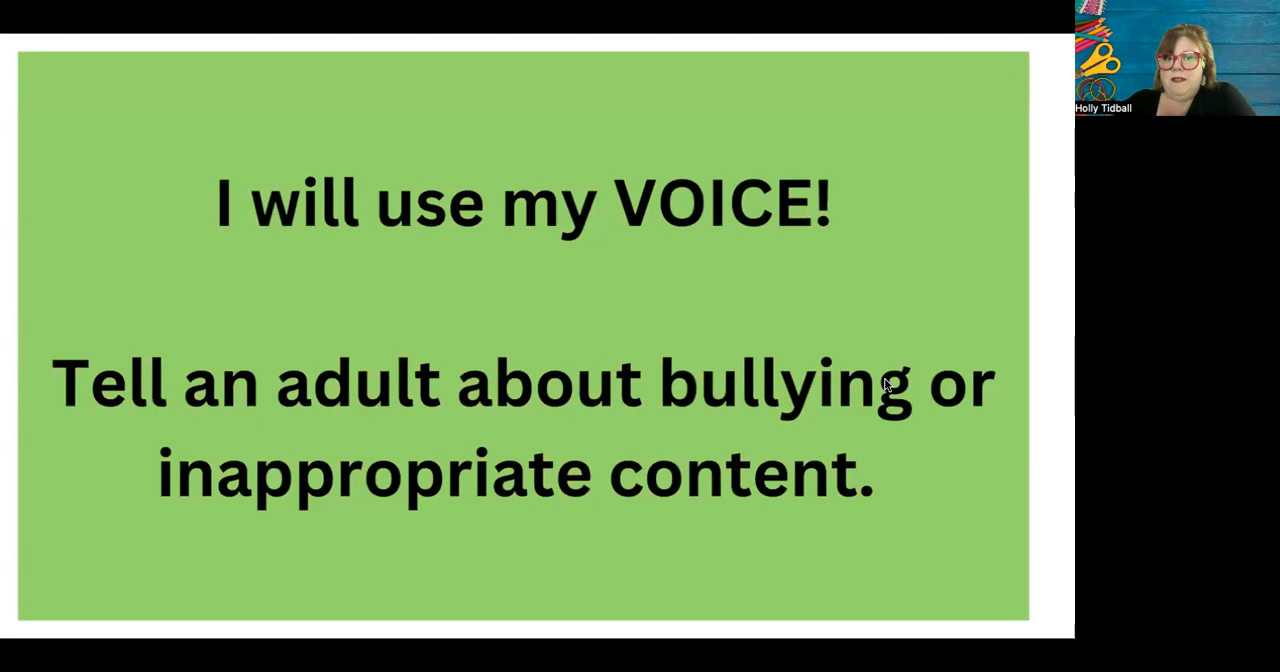 I will use my VOICE!
Tell an adult about bullying or
inappropriate content.
Holly Tidball